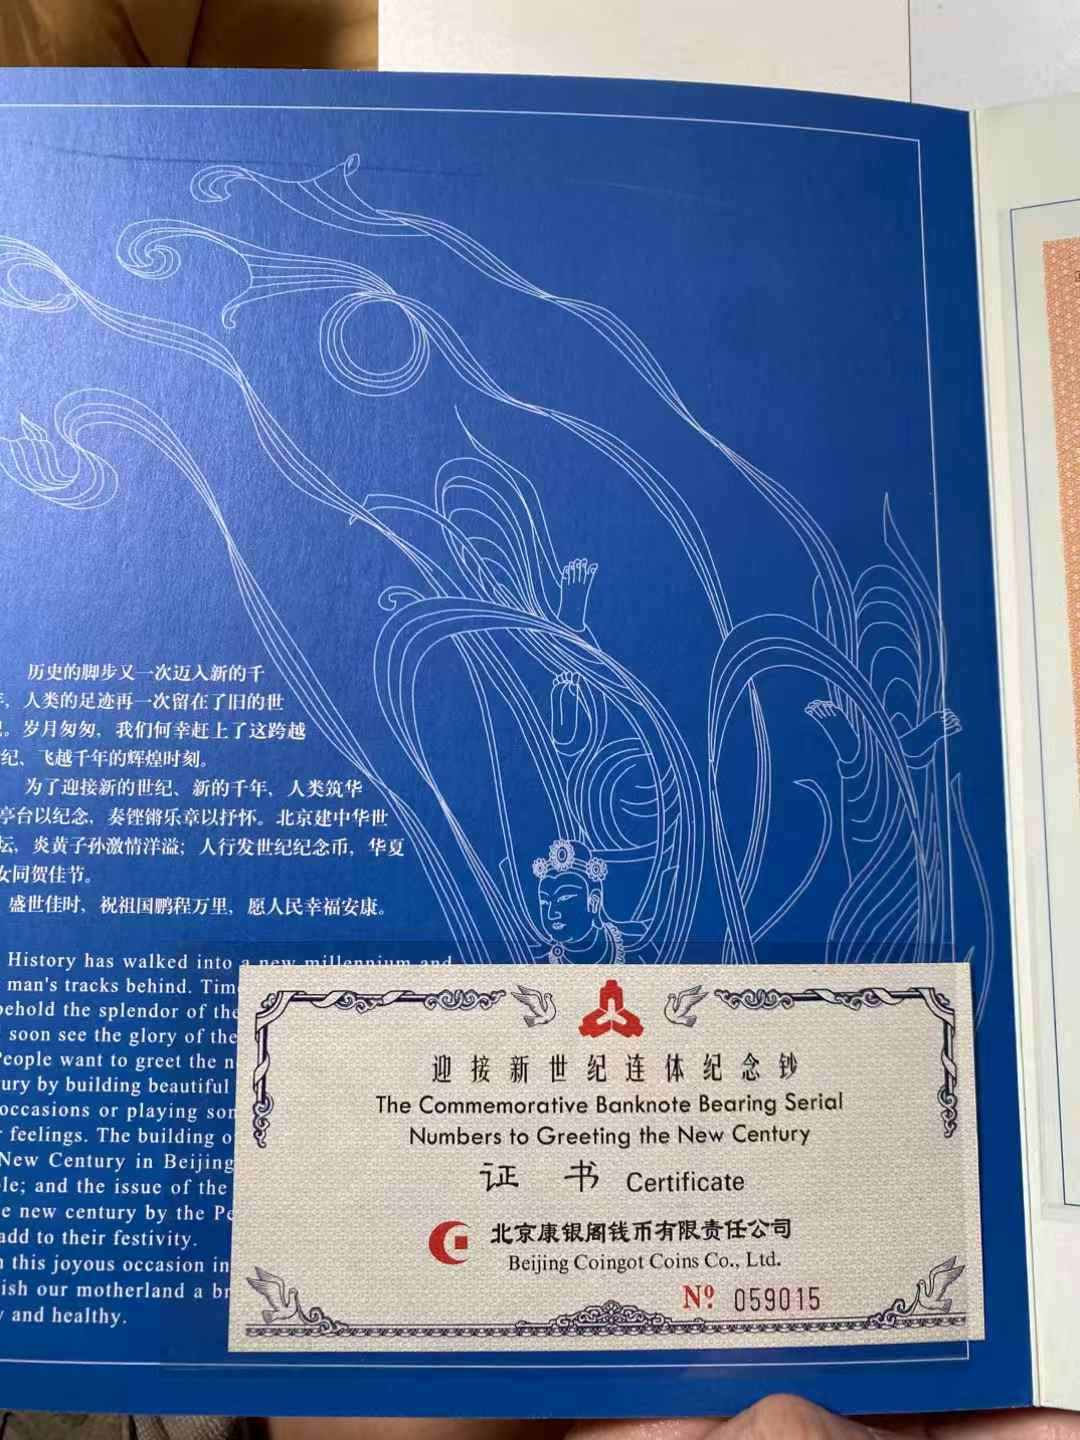 历史的脚步又一次迈入新的千
年，人类的足迹再一次留在了旧的世
纪。岁月匆匆，我们何幸赶上了这跨越
纪、飞越千年的辉煌时刻。
为了迎接新的世纪、新的千年，人类筑华
亭台以纪念，奏铿锵乐章以抒怀。北京建中华世
坛，炎黄子孙激情洋溢；人行发世纪纪念币，华夏
女同贺佳节。
盛世佳时，祝祖国鹏程万里，愿人民幸福安康。
History has walked into a new millennium and
man's tracks behind. Time
behold the splendor of the
soon see the glory of the
People want to greet the
ury by building beautiful
occasions or playing
feelings. The building
New Century in Beijing
le; and the issue of the
e new century by the
add to their festivity.
n this joyous occasion
ish our motherland a
y and healthy.
迎接新世纪连体纪念钞
The Commemorative Banknote Bearing Serial
Numbers to Greeting the New Century
证书 Certificate
北京康银阁钱币有限责任公司
Beijing Coingot Coins Co., Ltd.
Nº 059015